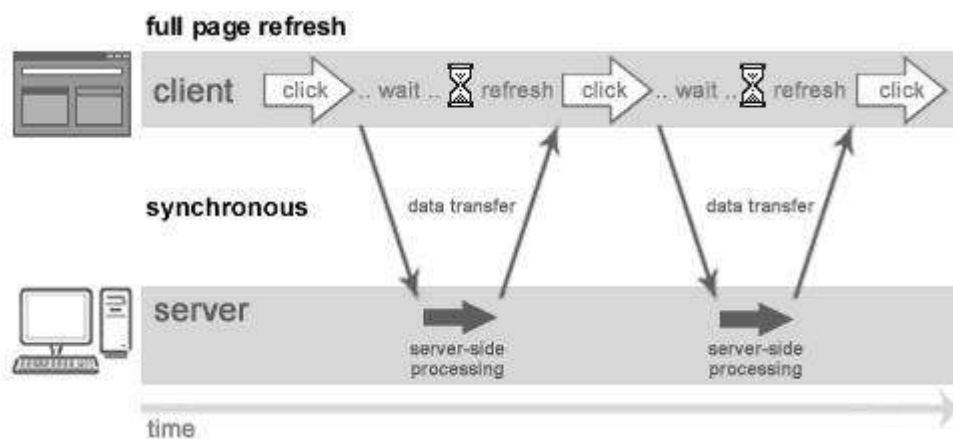 full page refresh
client click .. wait .. refresh click .. wait .. refresh click
synchronous data transfer data transfer
server
server-side server-side
processing processing
time